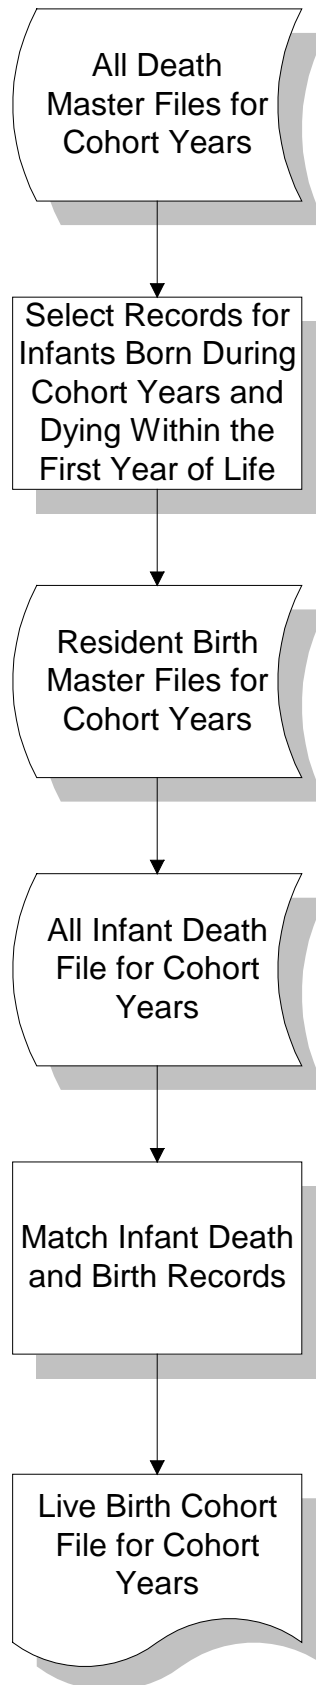 All Death
Master Files for
Cohort Years
Select Records for
Infants Born During
Cohort Years and
Dying Within the
First Year of Life
Resident Birth
Master Files for
Cohort Years
All Infant Death
File for Cohort
Years
Match Infant Death
and Birth Records
Live Birth Cohort
File for Cohort
Years